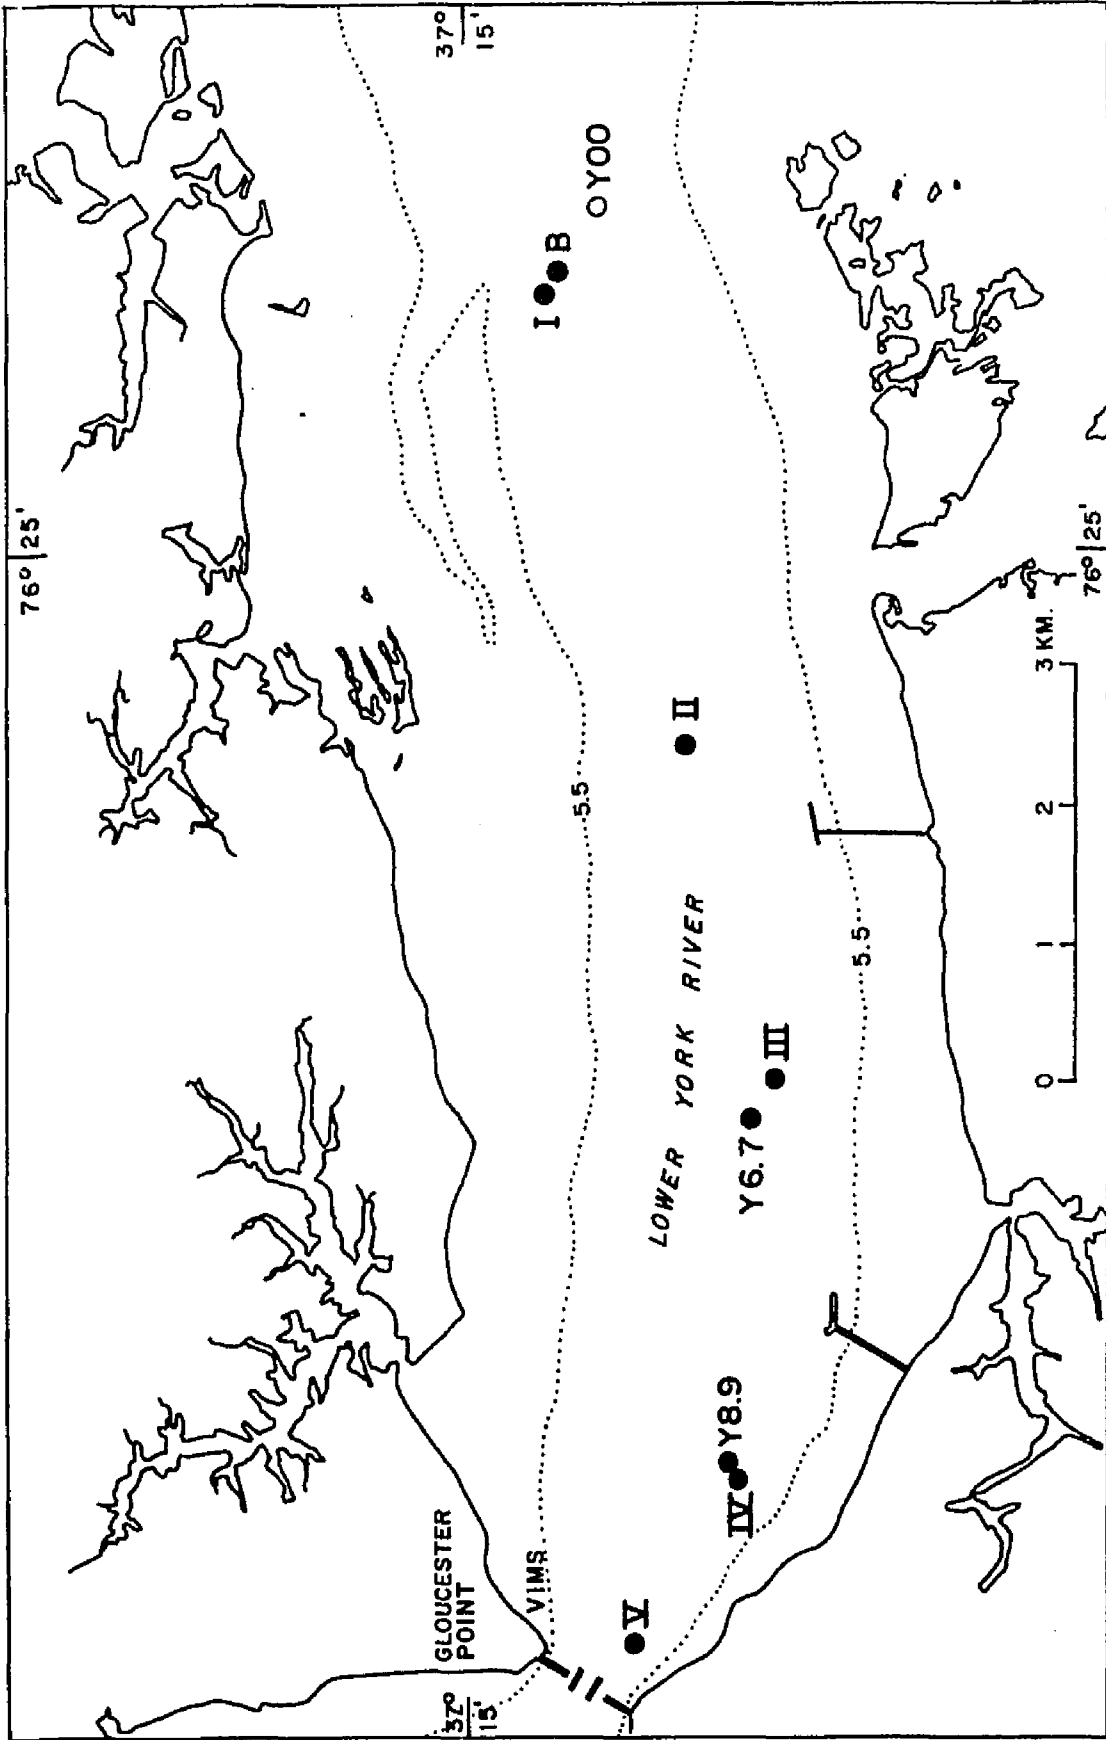 76° 25'
37°
15'
OY00
B
I
II
5.5
LOWER YORK RIVER
5.5
III
Y6.7
Y8.9
IV
V
VIMS
GLOUCESTER
POINT
37°
15'
76° 25'
0 1 2 3 KM.